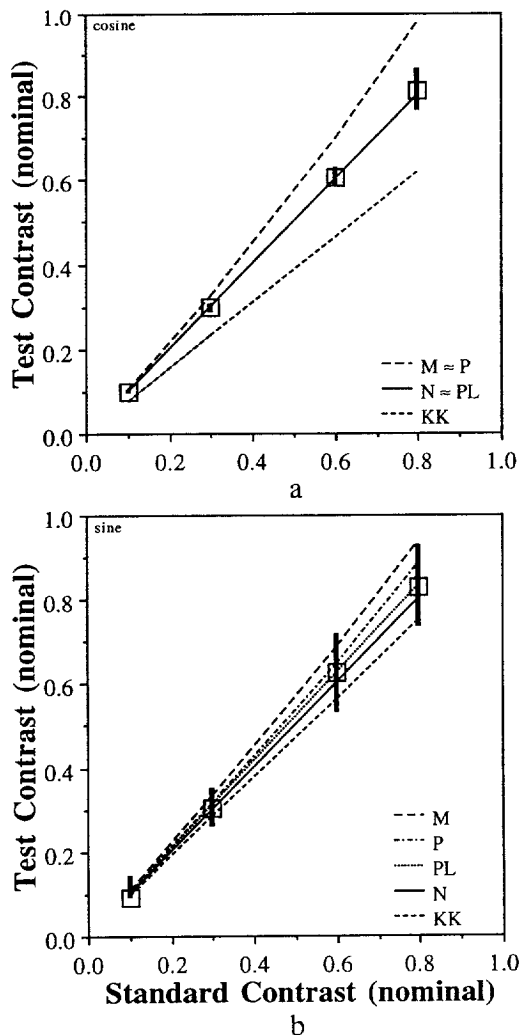 1.0
cosine
0.8
0.6
0.4
0.2
0.0
Test Contrast (nominal)
M ≈ P
N ≈ PL
KK
0.0 0.2 0.4 0.6 0.8 1.0
a
1.0
sine
0.8
0.6
0.4
0.2
0.0
Test Contrast (nominal)
M
P
PL
N
KK
0.0 0.2 0.4 0.6 0.8 1.0
Standard Contrast (nominal)
b